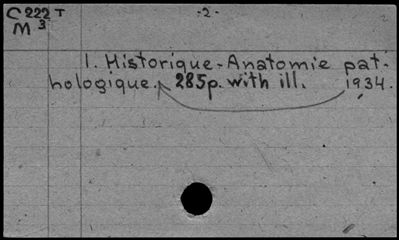 C 222 T -2-
M 3
1. Historique-Anatomie pat-
hologique. 285p. with ill. 1934.